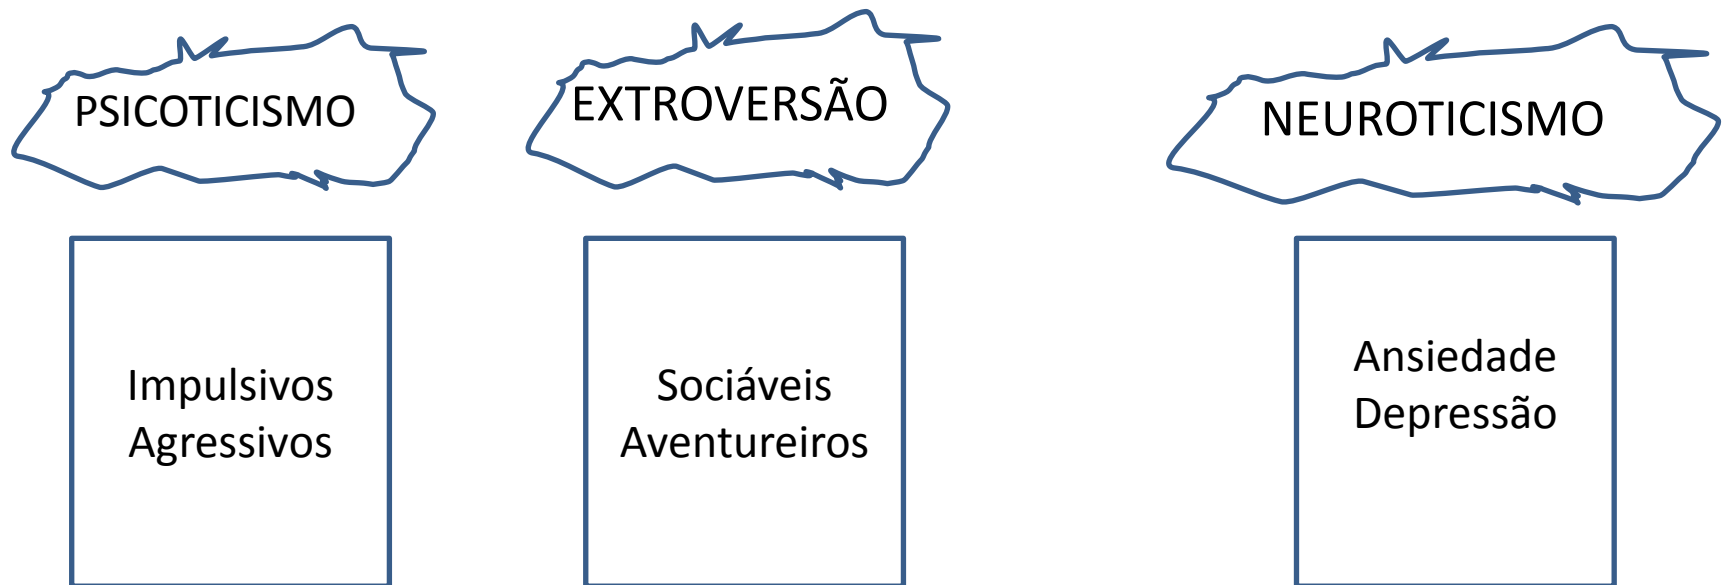 PSICOTICISMO
EXTROVERSÃO
NEUROTICISMO
Impulsivos
Agressivos
Sociáveis
Aventureiros
Ansiedade
Depressão